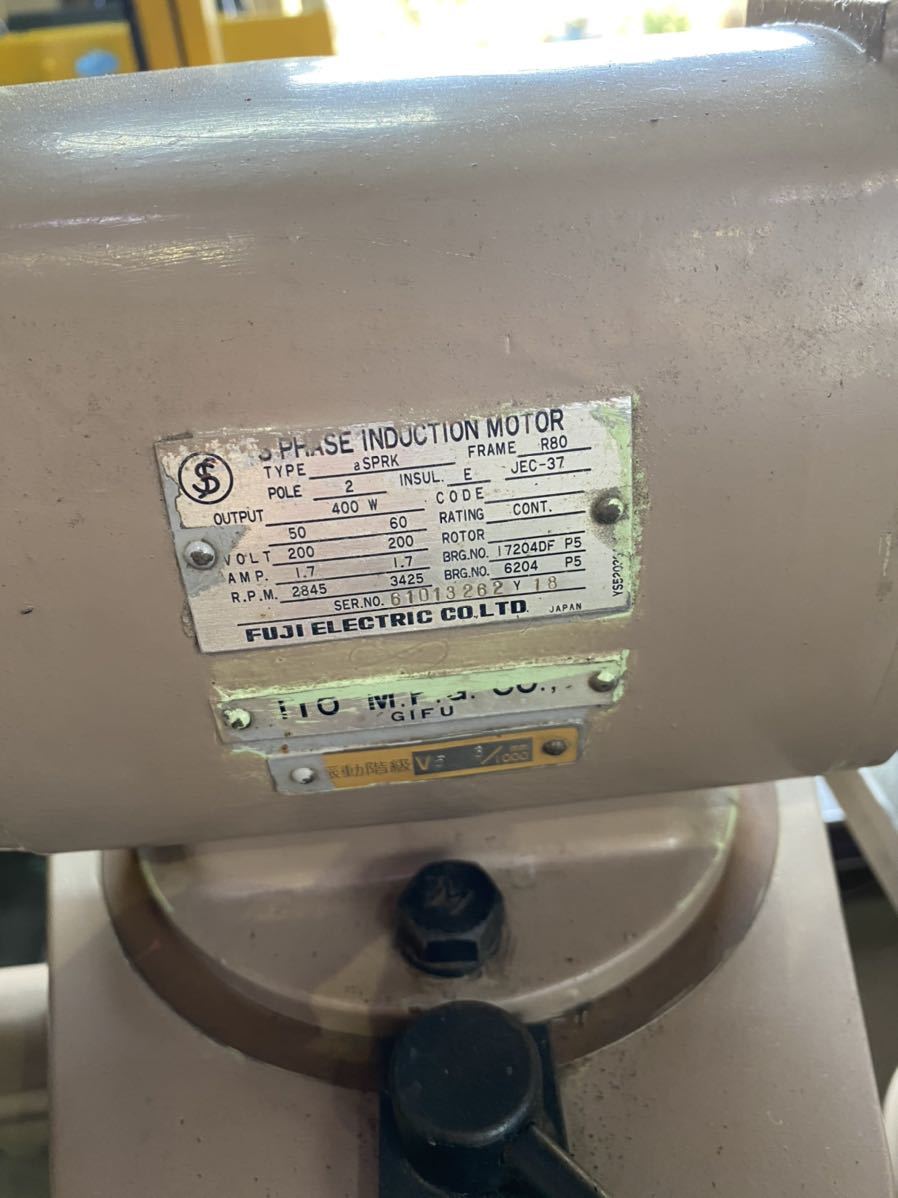 3 PHASE INDUCTION MOTOR
TYPE aSPRK FRAME R80
POLE 2 INSUL. E JEC-37
OUTPUT 400 W CODE
50 60 RATING CONT.
VOLT 200 200 ROTOR
AMP. 1.7 1.7 BRG.NO. 17204DF P5
R.P.M. 2845 3425 BRG.NO. 6204 P5
SER.NO. 61013262 Y 18
FUJI ELECTRIC CO.,LTD. JAPAN
ITO M.F.G. CO.,
GIFU
振動階級 V